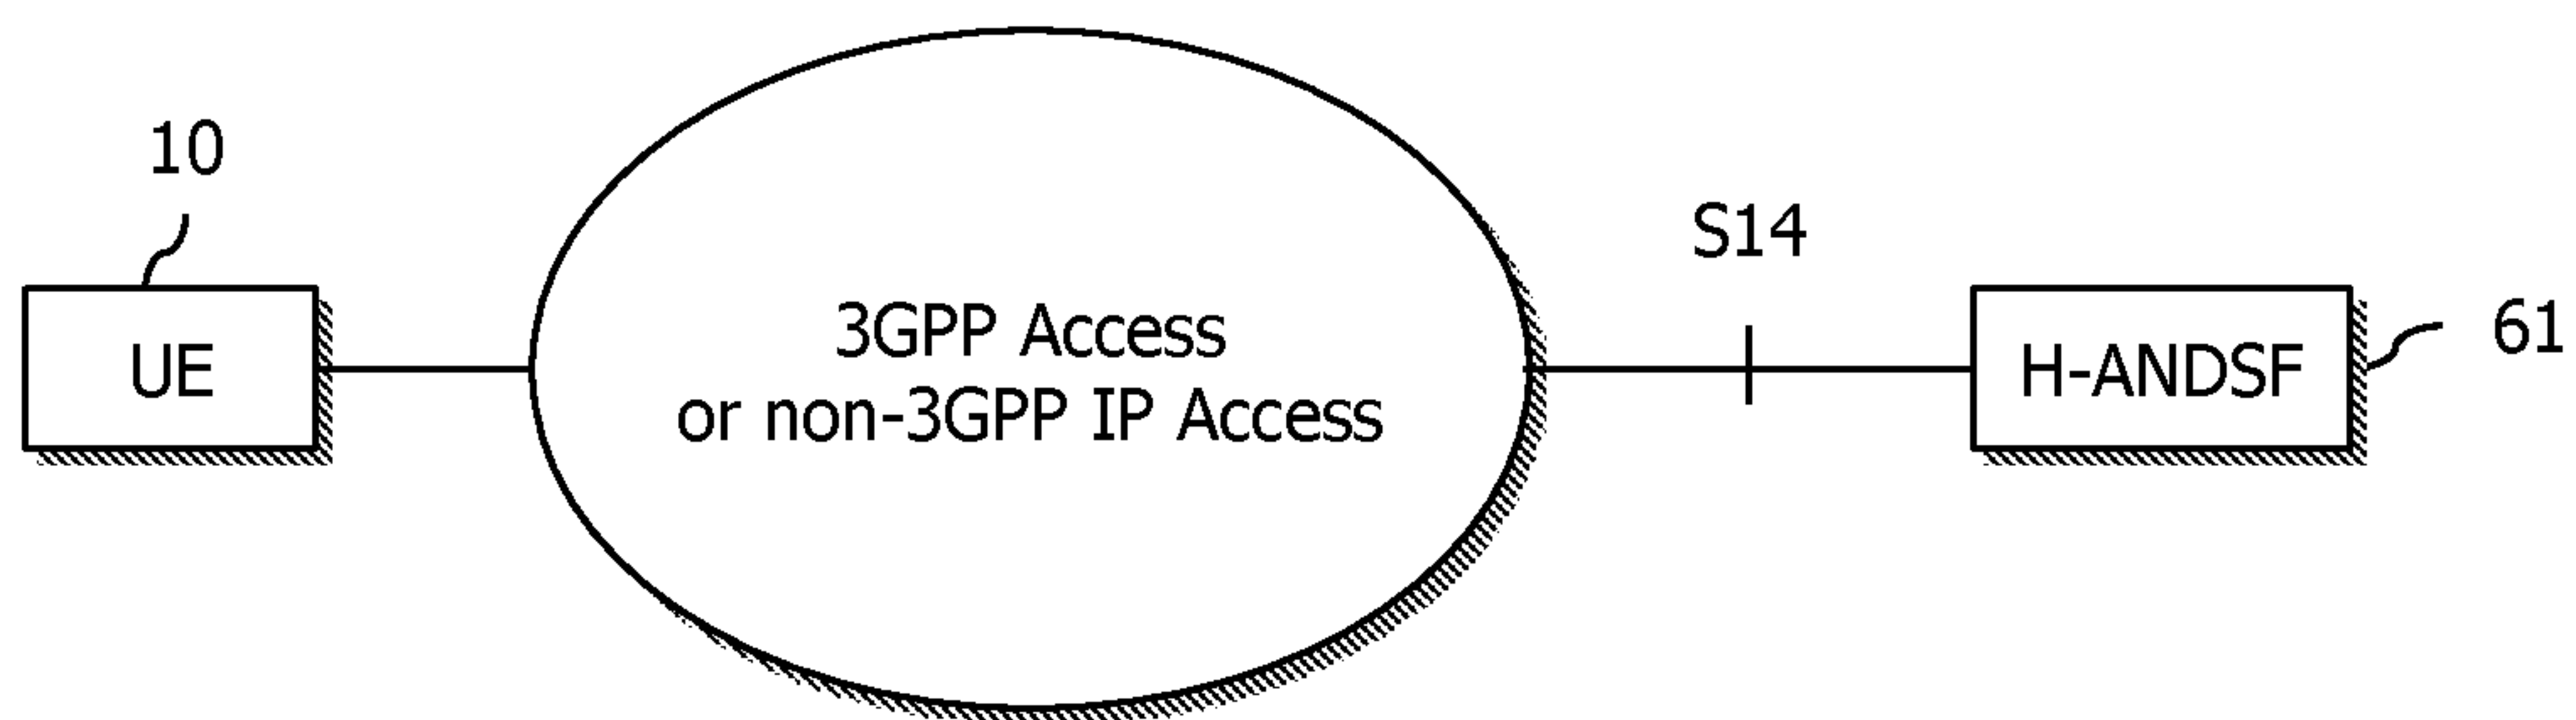 10
UE
3GPP Access
or non-3GPP IP Access
S14
H-ANDSF
61